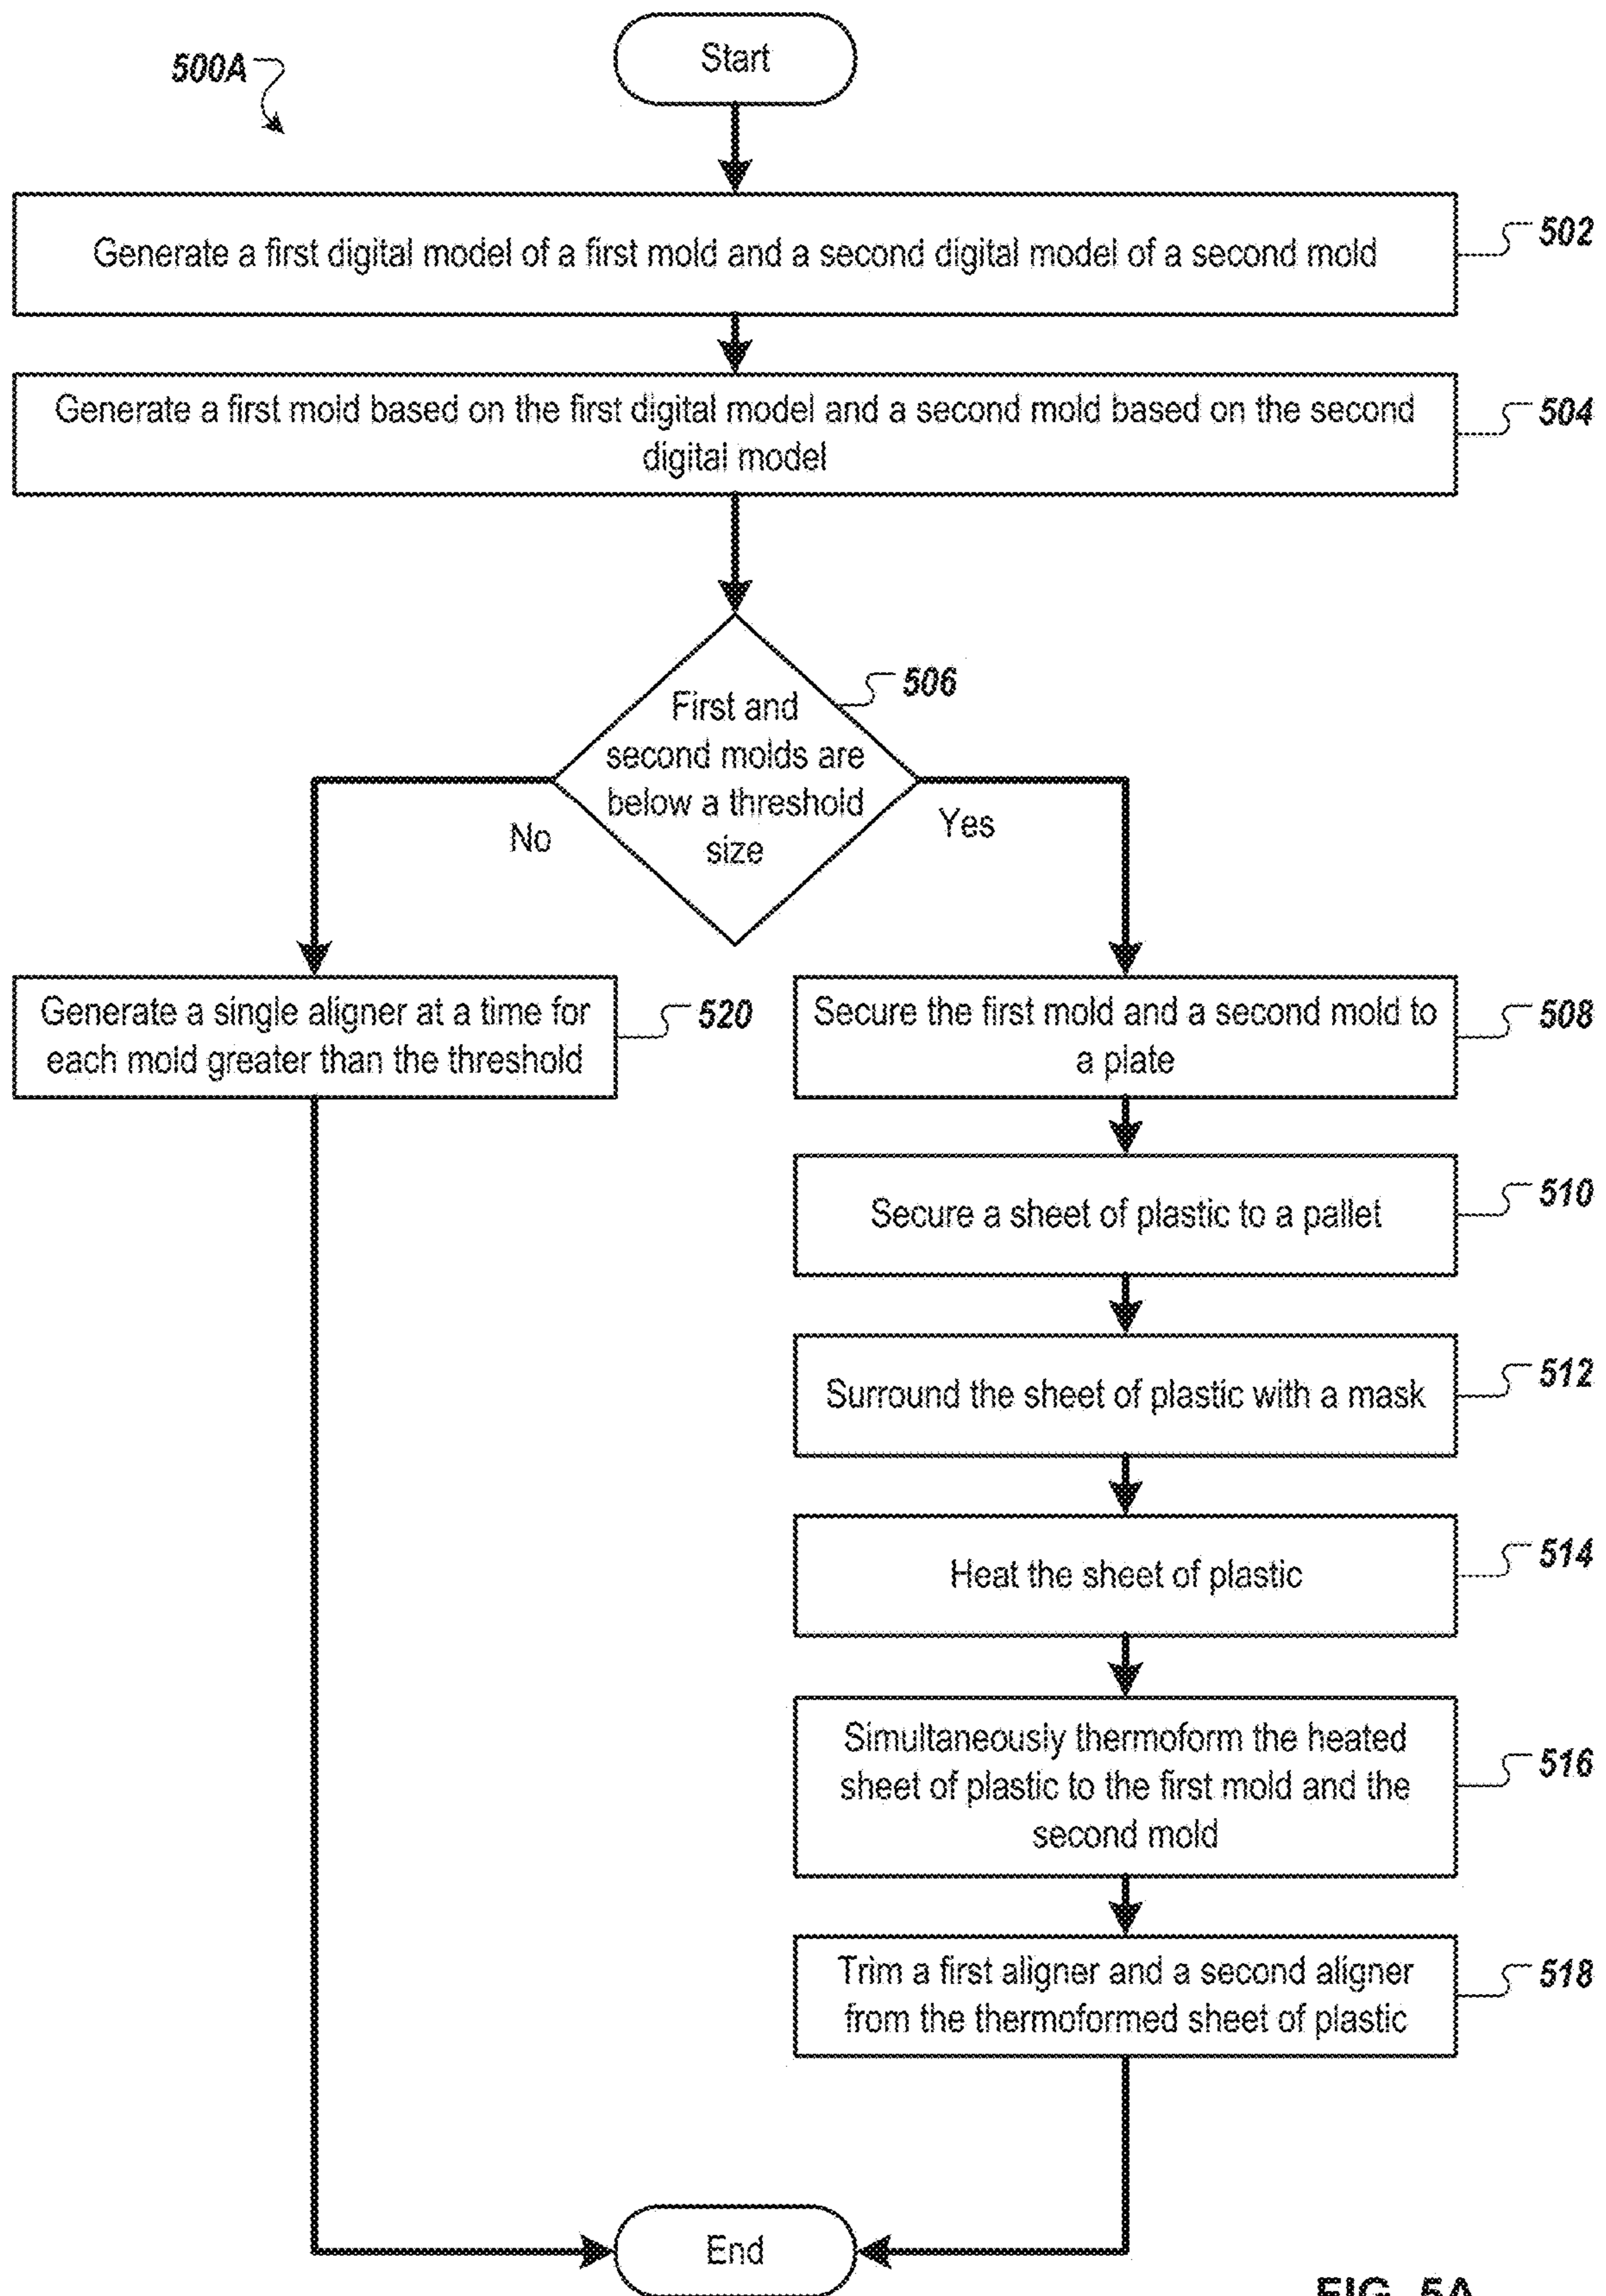 500A
Start
Generate a first digital model of a first mold and a second digital model of a second mold
502
Generate a first mold based on the first digital model and a second mold based on the second
digital model
504
506
First and
second molds are
below a threshold
size
No
Yes
Generate a single aligner at a time for
each mold greater than the threshold
520
Secure the first mold and a second mold to
a plate
508
Secure a sheet of plastic to a pallet
510
Surround the sheet of plastic with a mask
512
Heat the sheet of plastic
514
Simultaneously thermoform the heated
sheet of plastic to the first mold and the
second mold
516
Trim a first aligner and a second aligner
from the thermoformed sheet of plastic
518
End
FIG. 5A